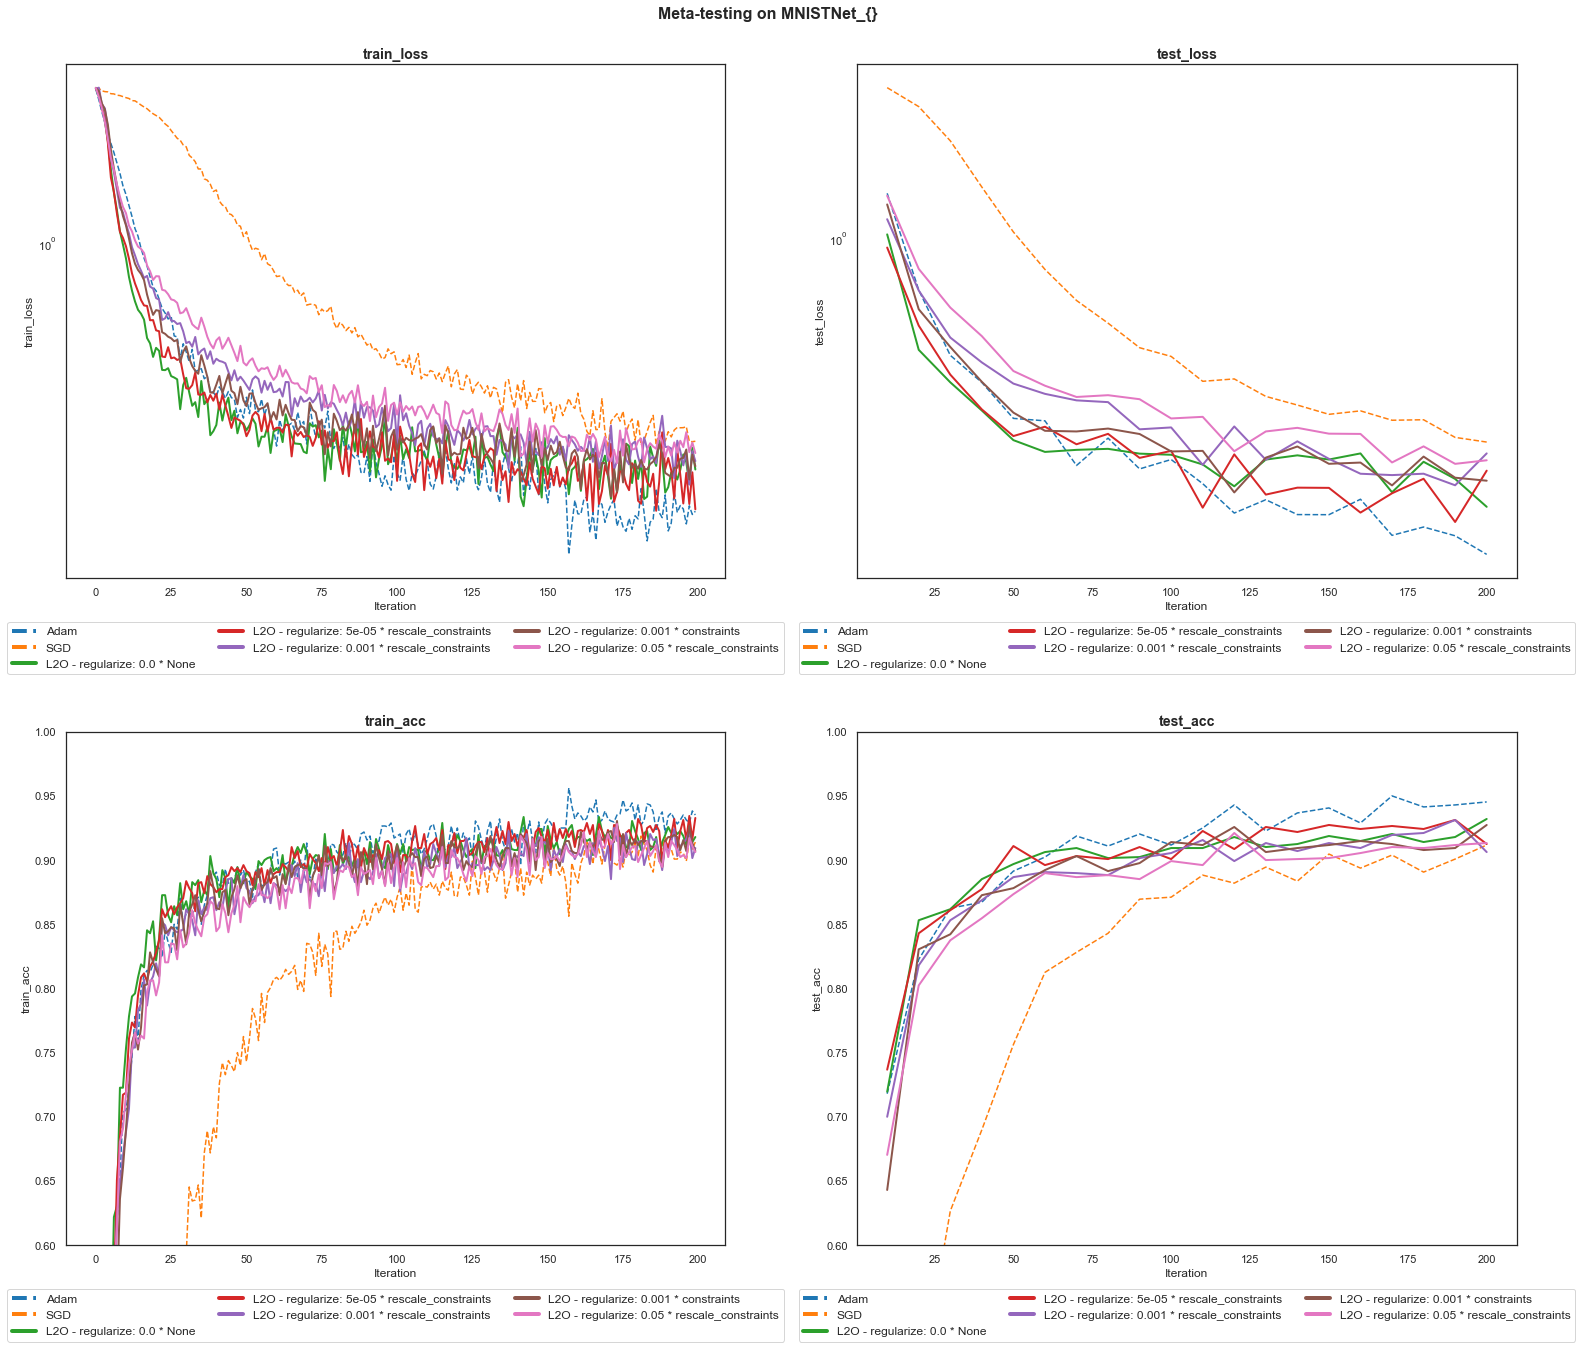 Meta-testing on MNISTNet_{}
train_loss
train_loss
10⁰
0 25 50 75 100 125 150 175 200
Iteration
Adam
SGD
L2O - regularize: 0.0 * None
L2O - regularize: 5e-05 * rescale_constraints
L2O - regularize: 0.001 * rescale_constraints
L2O - regularize: 0.001 * constraints
L2O - regularize: 0.05 * rescale_constraints
test_loss
test_loss
10⁰
25 50 75 100 125 150 175 200
Iteration
Adam
SGD
L2O - regularize: 0.0 * None
L2O - regularize: 5e-05 * rescale_constraints
L2O - regularize: 0.001 * rescale_constraints
L2O - regularize: 0.001 * constraints
L2O - regularize: 0.05 * rescale_constraints
train_acc
train_acc
1.00
0.95
0.90
0.85
0.80
0.75
0.70
0.65
0.60
0 25 50 75 100 125 150 175 200
Iteration
Adam
SGD
L2O - regularize: 0.0 * None
L2O - regularize: 5e-05 * rescale_constraints
L2O - regularize: 0.001 * rescale_constraints
L2O - regularize: 0.001 * constraints
L2O - regularize: 0.05 * rescale_constraints
test_acc
test_acc
1.00
0.95
0.90
0.85
0.80
0.75
0.70
0.65
0.60
25 50 75 100 125 150 175 200
Iteration
Adam
SGD
L2O - regularize: 0.0 * None
L2O - regularize: 5e-05 * rescale_constraints
L2O - regularize: 0.001 * rescale_constraints
L2O - regularize: 0.001 * constraints
L2O - regularize: 0.05 * rescale_constraints